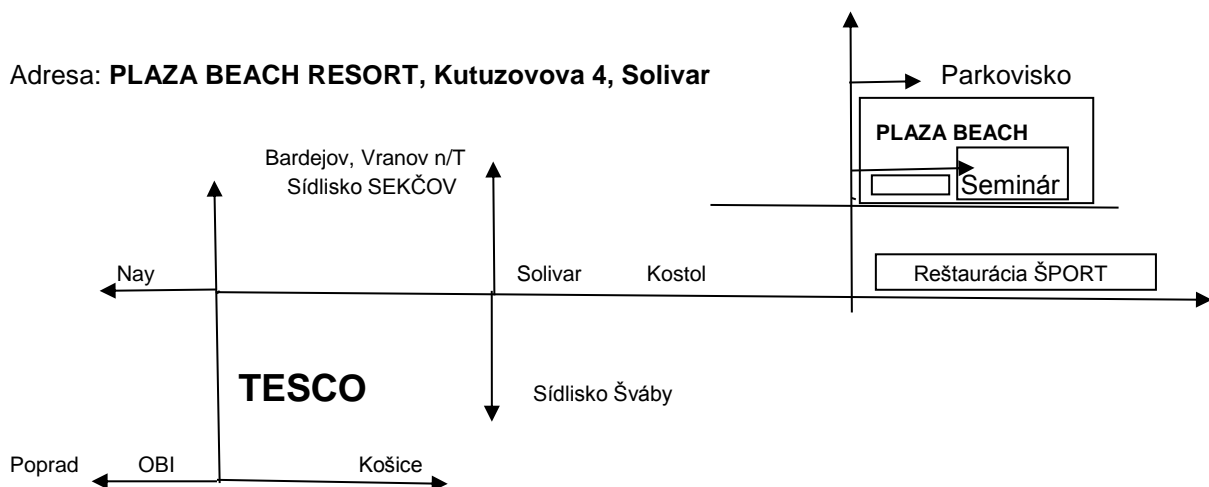 Adresa: PLAZA BEACH RESORT, Kutuzovova 4, Solivar
Parkovisko
PLAZA BEACH
Seminár
Bardejov, Vranov n/T
Sídlisko SEKČOV
Nay
Solivar
Kostol
Reštaurácia ŠPORT
TESCO
Sídlisko Šváby
Poprad
OBI
Košice